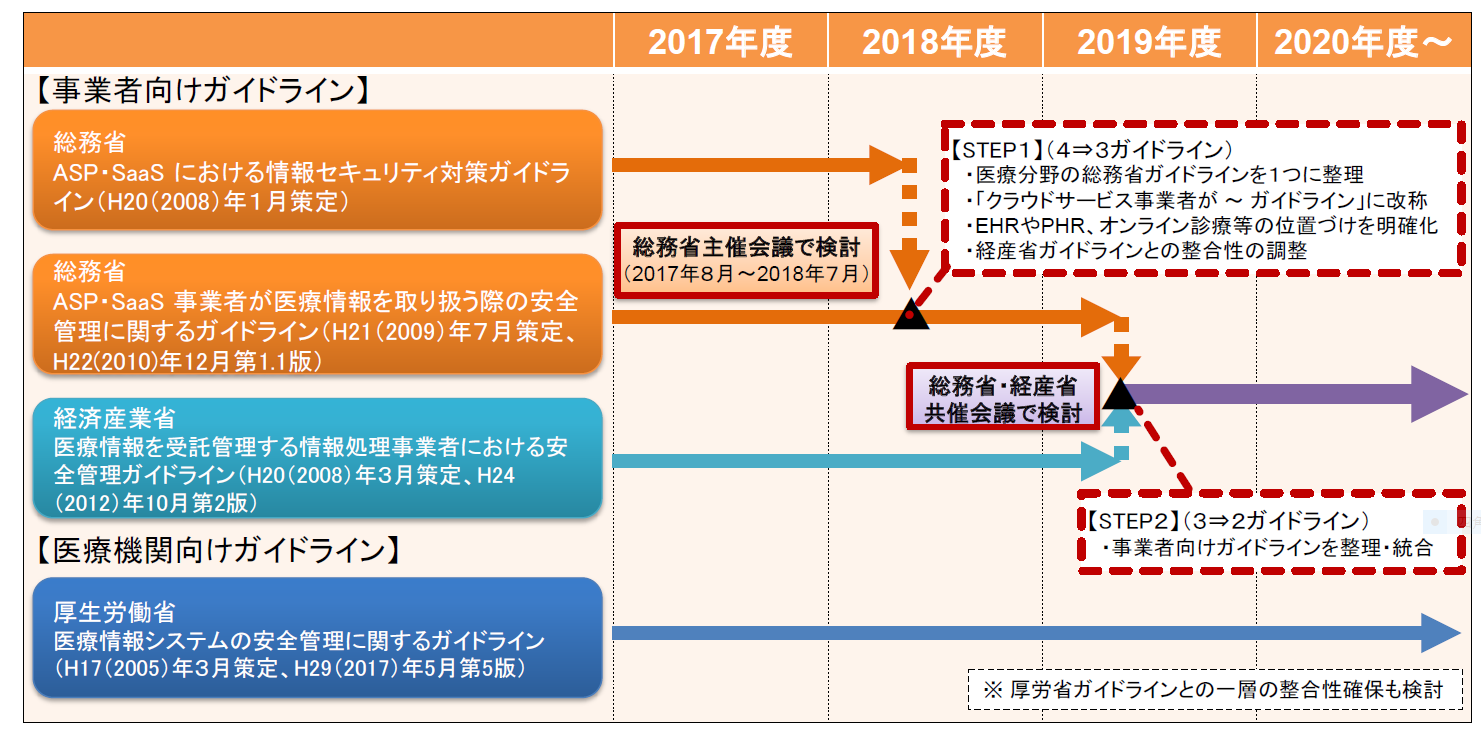 2017年度
2018年度
2019年度
2020年度～
【事業者向けガイドライン】
総務省
ASP・SaaS における情報セキュリティ対策ガイドラ
イン（H20（2008）年１月策定）
【STEP１】（４⇒３ガイドライン）
・医療分野の総務省ガイドラインを１つに整理
・「クラウドサービス事業者が ～ ガイドライン」に改称
・EHRやPHR、オンライン診療等の位置づけを明確化
・経産省ガイドラインとの整合性の調整
総務省主催会議で検討
（2017年８月～2018年７月）
総務省
ASP・SaaS 事業者が医療情報を取り扱う際の安全
管理に関するガイドライン（H21（2009）年７月策定、
H22(2010)年12月第1.1版）
総務省・経産省
共催会議で検討
経済産業省
医療情報を受託管理する情報処理事業者における安
全管理ガイドライン（H20（2008）年３月策定、H24
（2012）年10月第2版）
【STEP２】（３⇒２ガイドライン）
・事業者向けガイドラインを整理・統合
【医療機関向けガイドライン】
厚生労働省
医療情報システムの安全管理に関するガイドライン
（H17（2005）年３月策定、H29（2017）年５月第5版）
※ 厚労省ガイドラインとの一層の整合性確保も検討